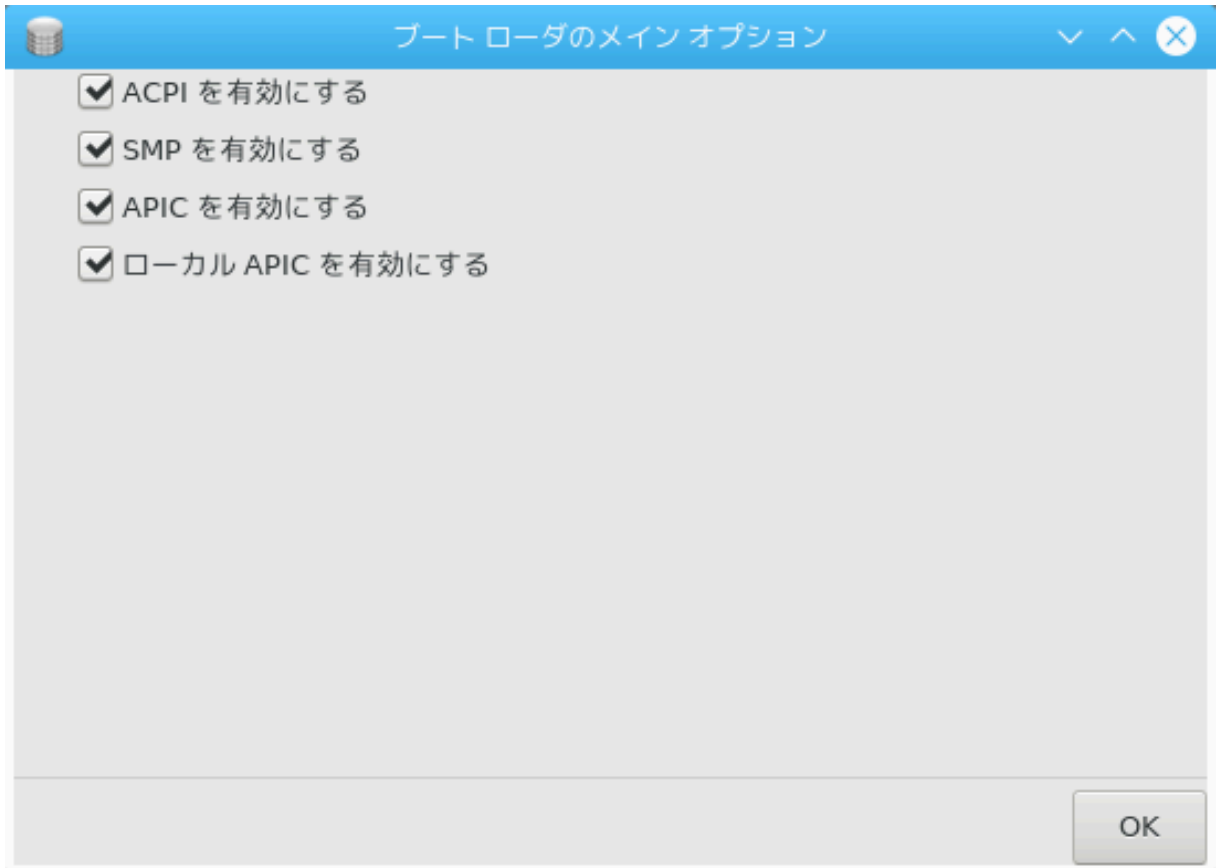 ブート ローダのメイン オプション
ACPI を有効にする
SMP を有効にする
APIC を有効にする
ローカル APIC を有効にする
OK